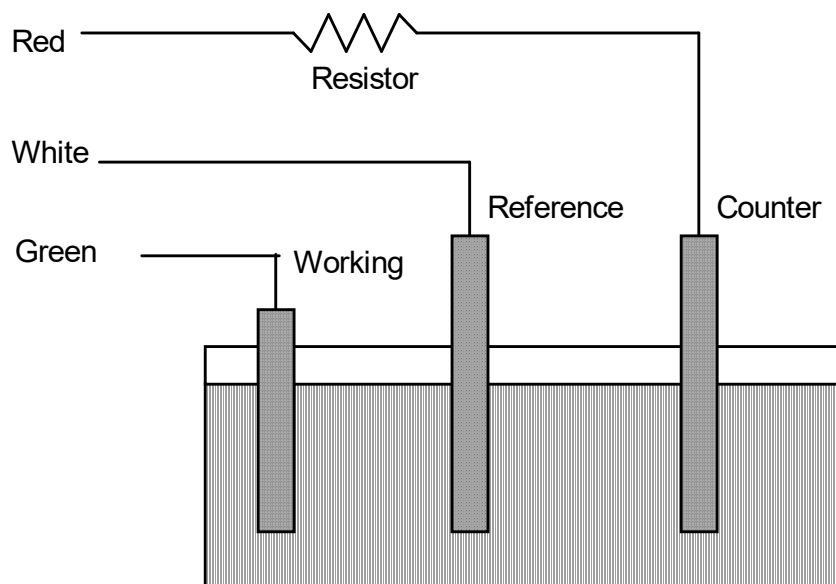 Red
Resistor
White
Reference
Counter
Green
Working